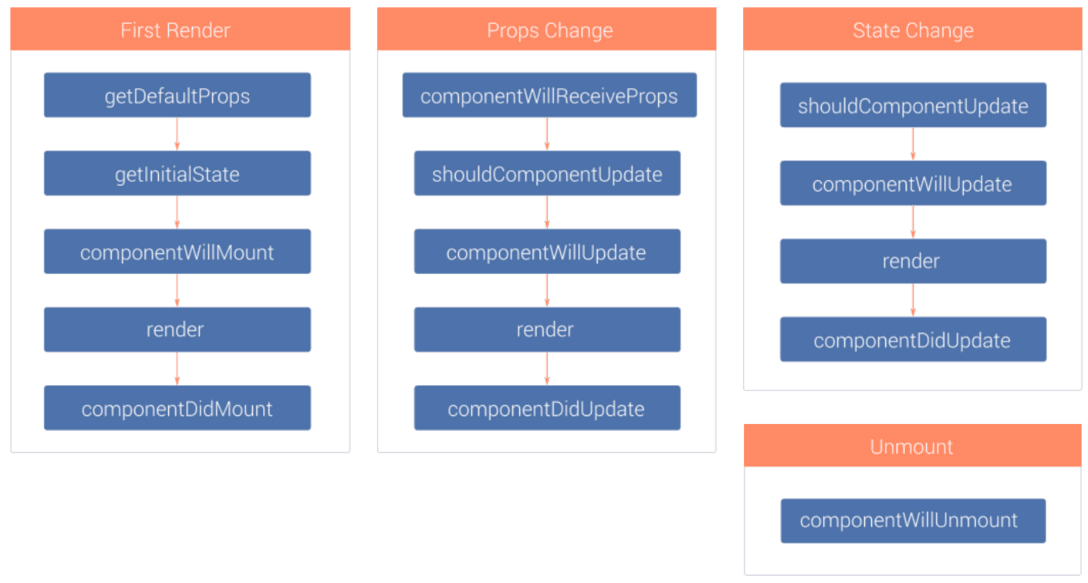 First Render
getDefaultProps
getInitialState
componentWillMount
render
componentDidMount
Props Change
componentWillReceiveProps
shouldComponentUpdate
componentWillUpdate
render
componentDidUpdate
State Change
shouldComponentUpdate
componentWillUpdate
render
componentDidUpdate
Unmount
componentWillUnmount